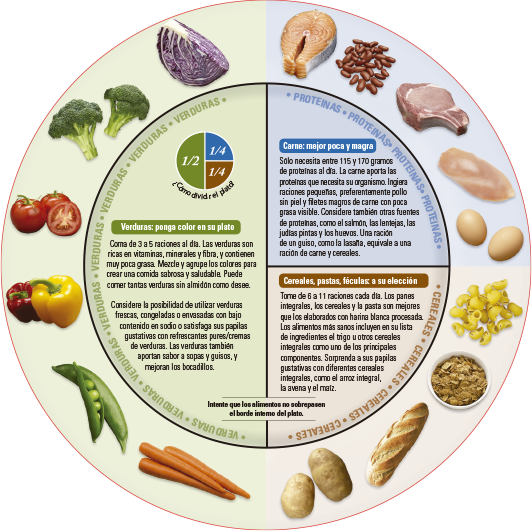 VERDURAS • VERDURAS • VERDURAS • VERDURAS • VERDURAS • VERDURAS • VERDURAS •
• PROTEINAS • PROTEINAS • PROTEINAS • PROTEINAS •
• CEREALES • CEREALES • CEREALES • CEREALES •
1/2
1/4
1/4
¿Como dividir el plato?
Verduras: ponga color en su plato
Coma de 3 a 5 raciones al día. Las verduras son
ricas en vitaminas, minerales y fibra, y contienen
muy poca grasa. Mezcle y agrupe los colores para
crear una comida sabrosa y saludable. Puede
comer tantas verduras sin almidón como desee.
Considere la posibilidad de utilizar verduras
frescas, congeladas o envasadas con bajo
contenido en sodio o satisfaga sus papilas
gustativas con refrescantes pures/cremas
de verduras. Las verduras también
aportan sabor a sopas y guisos, y
mejoran los bocadillos.
Carne: mejor poca y magra
Sólo necesita entre 115 y 170 gramos
de proteínas al día. La carne aporta las
proteínas que necesita su organismo. Ingiera
raciones pequeñas, preferentemente pollo
sin piel y filetes magros de carne con poca
grasa visible. Considere también otras fuentes
de proteínas, como el salmón, las lentejas, las
judías pintas y los huevos. Una ración
de un guiso, como la lasaña, equivale a una
ración de carne y cereales.
Cereales, pastas, féculas: a su elección
Tome de 6 a 11 raciones cada día. Los panes
integrales, los cereales y la pasta son mejores
que los elaborados con harina blanca procesada.
Los alimentos más sanos incluyen en su lista
de ingredientes el trigo u otros cereales
integrales como uno de los principales
componentes. Sorprenda a sus papilas
gustativas con diferentes cereales
integrales, como el arroz integral,
la avena y el maíz.
Intente que los alimentos no sobrepasen
el borde interno del plato.